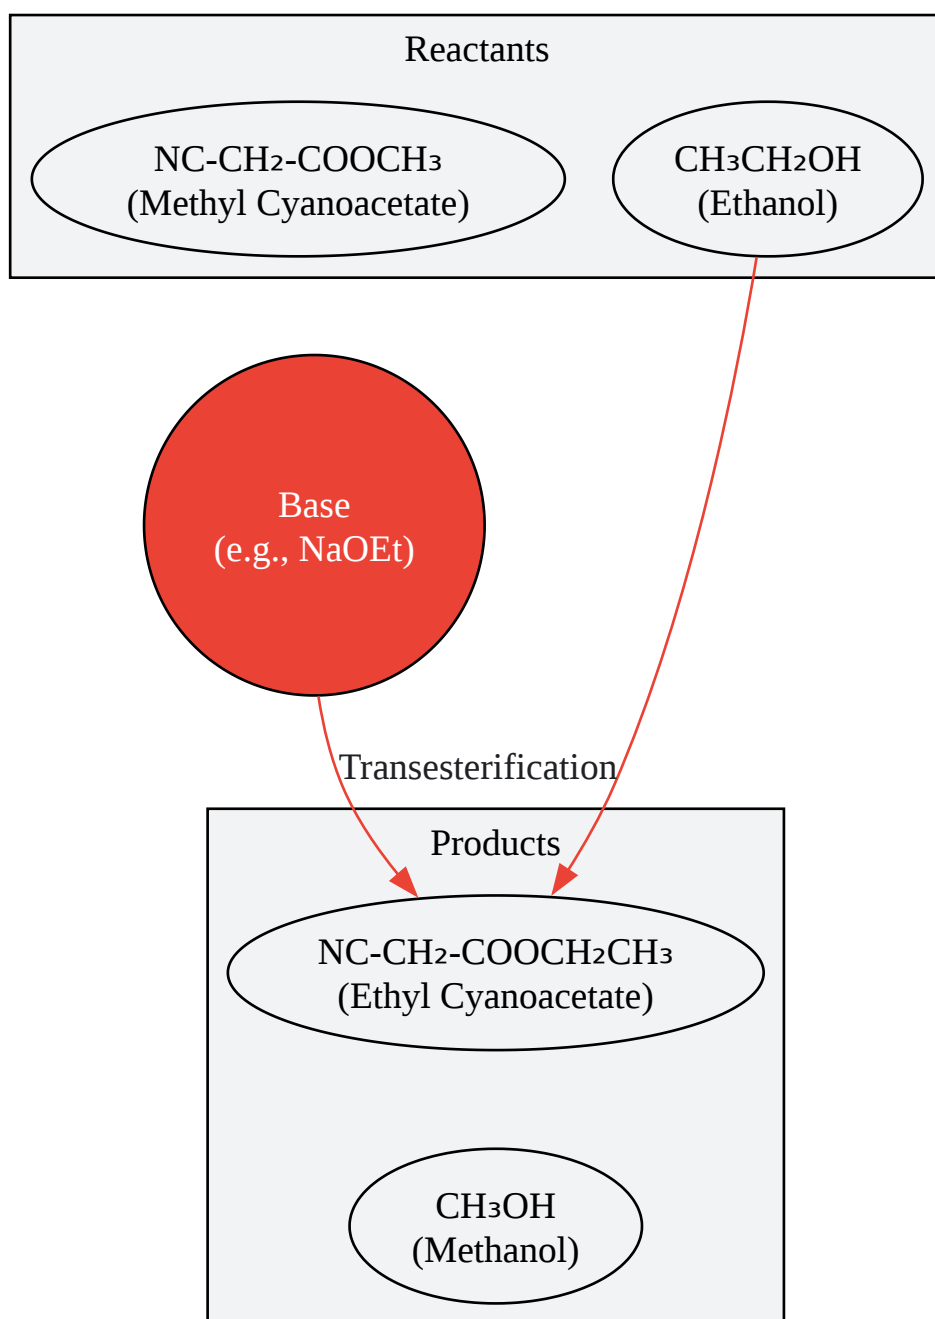 Reactants
NC-CH₂-COOCH₃
(Methyl Cyanoacetate)
CH₃CH₂OH
(Ethanol)
Base
(e.g., NaOEt)
Transesterification
Products
NC-CH₂-COOCH₂CH₃
(Ethyl Cyanoacetate)
CH₃OH
(Methanol)